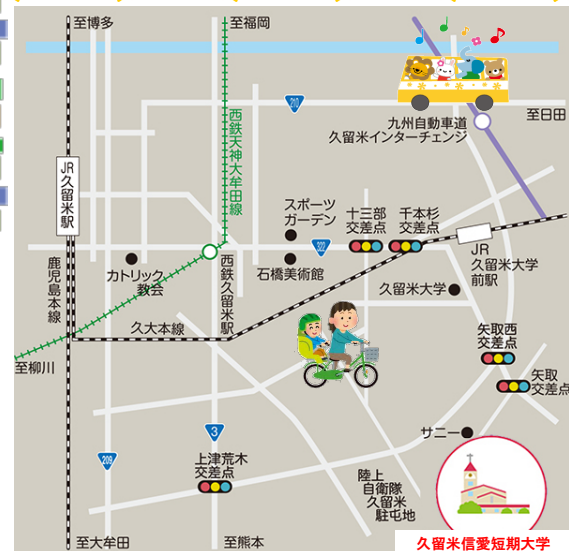 至博多
至福岡
210
至日田
九州自動車道
久留米インターチェンジ
西鉄天神大牟田線
JR久留米駅
スポーツ
ガーデン
十三部
交差点
千本杉
交差点
JR
久留米大学
前駅
カトリック
教会
石橋美術館
西鉄久留米駅
鹿児島本線
久留米大学
久大本線
至柳川
矢取西
交差点
矢取
交差点
3
サニー
209
上津荒木
交差点
陸上
自衛隊
久留米
駐屯地
至大牟田
至熊本
久留米信愛短期大学